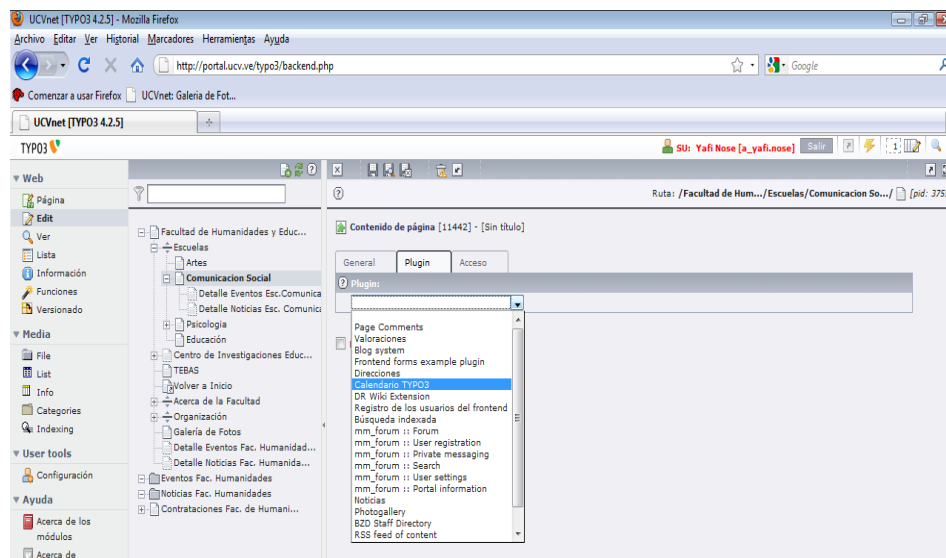 UCVnet [TYPO3 4.2.5] - Mozilla Firefox
Archivo Editar Ver Historial Marcadores Herramientas Ayuda
http://portal.ucv.ve/typo3/backend.php
Google
Comenzar a usar Firefox UCVnet: Galeria de Fot...
UCVnet [TYPO3 4.2.5]
TYPO3
SU: Yafi Nose [a_yafi.nose] Salir 1
Web
Página
Edit
Ver
Lista
Información
Funciones
Versionado
Media
File
List
Info
Categories
Indexing
User tools
Configuración
Ayuda
Acerca de los
módulos
Acerca de
Facultad de Humanidades y Educ...
Escuelas
Artes
Comunicacion Social
Detalle Eventos Esc.Comunica
Detalle Noticias Esc. Comunica
Psicologia
Educación
Centro de Investigaciones Educ...
TEBAS
Volver a Inicio
Acerca de la Facultad
Organización
Galería de Fotos
Detalle Eventos Fac. Humanidad...
Detalle Noticias Fac. Humanida...
Eventos Fac. Humanidades
Noticias Fac. Humanidades
Contrataciones Fac. de Humani...
Ruta: /Facultad de Hum.../Escuelas/Comunicacion So.../ [pid: 375
Contenido de página [11442] - [Sin título]
General Plugin Acceso
Plugin:
Page Comments
Valoraciones
Blog system
Frontend forms example plugin
Direcciones
Calendario TYPO3
DR Wiki Extension
Registro de los usuarios del frontend
Búsqueda indexada
mm_forum :: Forum
mm_forum :: User registration
mm_forum :: Private messaging
mm_forum :: Search
mm_forum :: User settings
mm_forum :: Portal information
Noticias
Photogallery
BZD Staff Directory
RSS feed of content